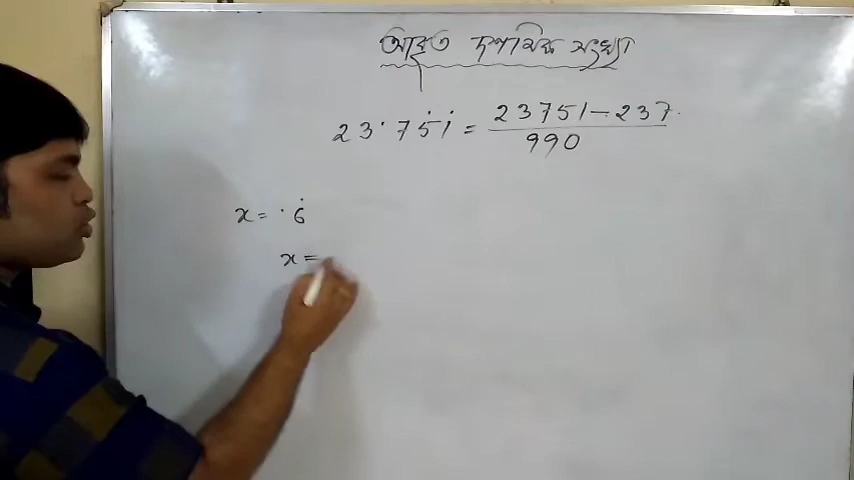 আবৃত দশমিক সংখ্যা
23.75̇1̇ = 23751-237/990
x = .6̇
x =